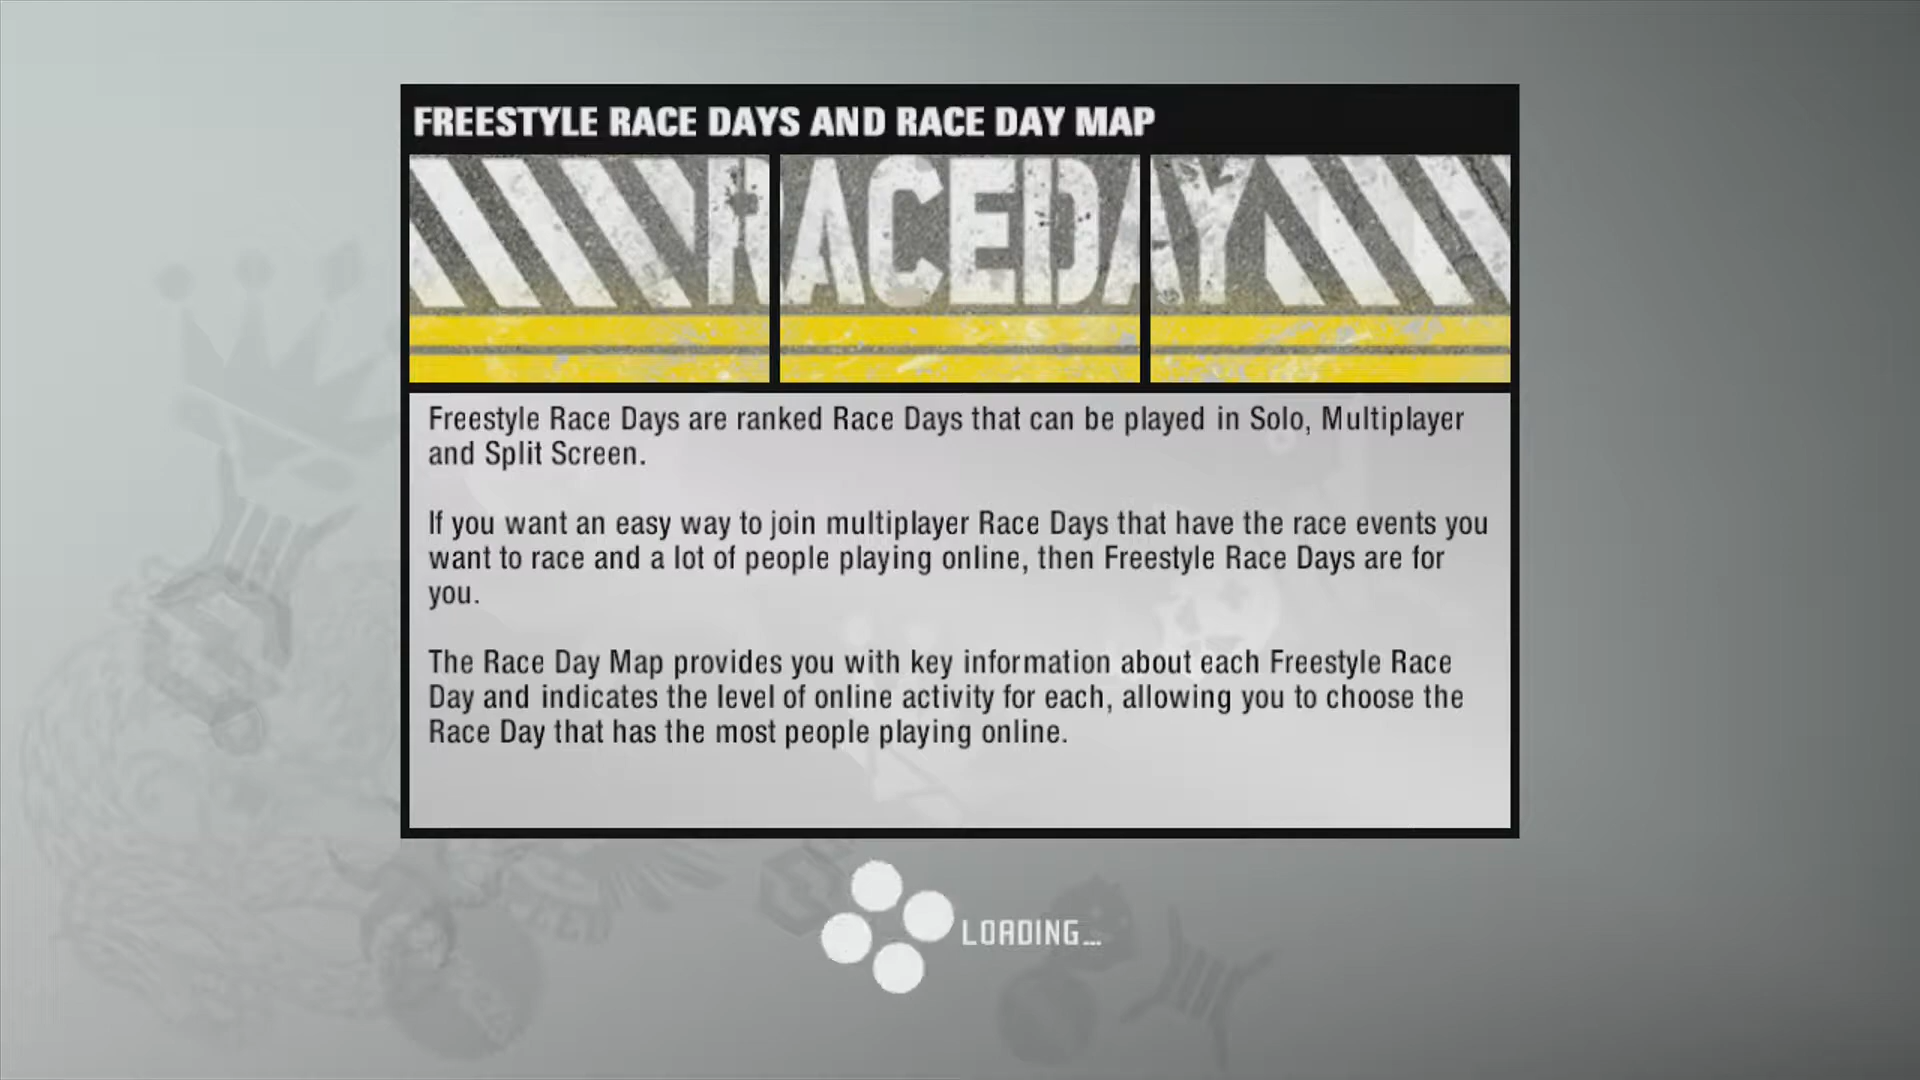 FREESTYLE RACE DAYS AND RACE DAY MAP
RACEDAY
Freestyle Race Days are ranked Race Days that can be played in Solo, Multiplayer
and Split Screen.
If you want an easy way to join multiplayer Race Days that have the race events you
want to race and a lot of people playing online, then Freestyle Race Days are for
you.
The Race Day Map provides you with key information about each Freestyle Race
Day and indicates the level of online activity for each, allowing you to choose the
Race Day that has the most people playing online.
LOADING...